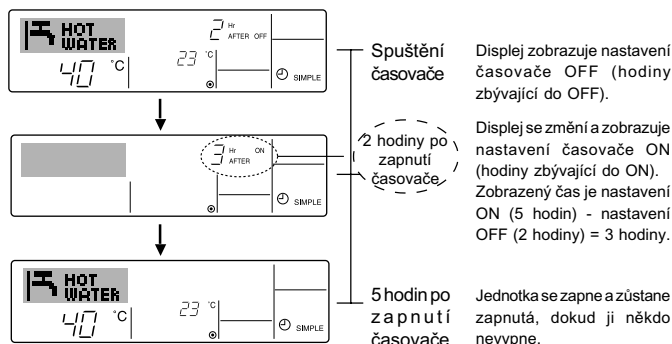 HOT
WATER
40 °C
2 Hr
AFTER OFF
23 °C
SIMPLE
Spuštění
časovače
Displej zobrazuje nastavení
časovače OFF (hodiny
zbývající do OFF).
3 Hr ON
AFTER
SIMPLE
2 hodiny po
zapnutí
časovače
Displej se změní a zobrazuje
nastavení časovače ON
(hodiny zbývající do ON).
Zobrazený čas je nastavení
ON (5 hodin) - nastavení
OFF (2 hodiny) = 3 hodiny.
HOT
WATER
40 °C
23 °C
SIMPLE
5 hodin po
zapnutí
časovače
Jednotka se zapne a zůstane
zapnutá, dokud ji někdo
nevypne.